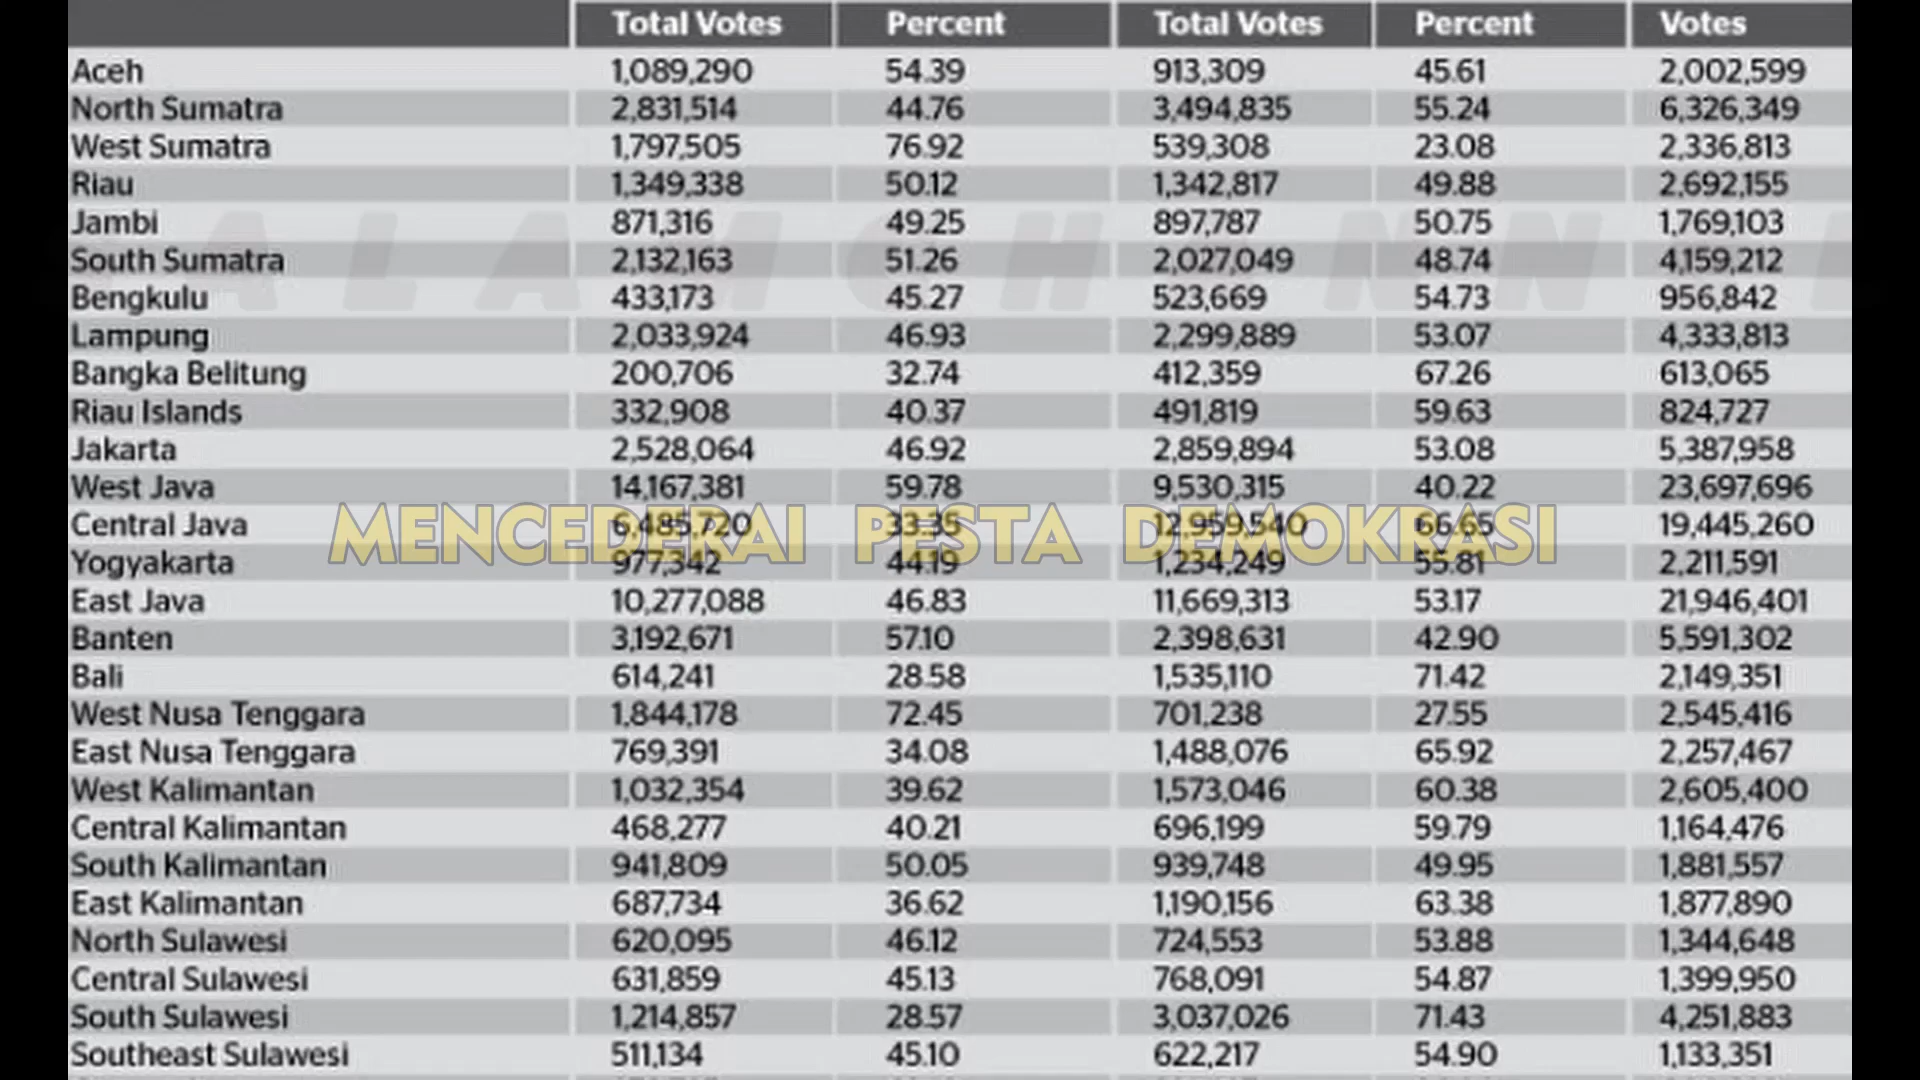 Total Votes Percent Total Votes Percent Votes
Aceh 1,089,290 54.39 913,309 45.61 2,002,599
North Sumatra 2,831,514 44.76 3,494,835 55.24 6,326,349
West Sumatra 1,797,505 76.92 539,308 23.08 2,336,813
Riau 1,349,338 50.12 1,342,817 49.88 2,692,155
Jambi 871,316 49.25 897,787 50.75 1,769,103
South Sumatra 2,132,163 51.26 2,027,049 48.74 4,159,212
Bengkulu 433,173 45.27 523,669 54.73 956,842
Lampung 2,033,924 46.93 2,299,889 53.07 4,333,813
Bangka Belitung 200,706 32.74 412,359 67.26 613,065
Riau Islands 332,908 40.37 491,819 59.63 824,727
Jakarta 2,528,064 46.92 2,859,894 53.08 5,387,958
West Java 14,167,381 59.78 9,530,315 40.22 23,697,696
Central Java 6,485,720 33.35 12,959,540 66.65 19,445,260
MENCEDERAI PESTA DEMOKRASI
Yogyakarta 977,342 44.19 1,234,249 55.81 2,211,591
East Java 10,277,088 46.83 11,669,313 53.17 21,946,401
Banten 3,192,671 57.10 2,398,631 42.90 5,591,302
Bali 614,241 28.58 1,535,110 71.42 2,149,351
West Nusa Tenggara 1,844,178 72.45 701,238 27.55 2,545,416
East Nusa Tenggara 769,391 34.08 1,488,076 65.92 2,257,467
West Kalimantan 1,032,354 39.62 1,573,046 60.38 2,605,400
Central Kalimantan 468,277 40.21 696,199 59.79 1,164,476
South Kalimantan 941,809 50.05 939,748 49.95 1,881,557
East Kalimantan 687,734 36.62 1,190,156 63.38 1,877,890
North Sulawesi 620,095 46.12 724,553 53.88 1,344,648
Central Sulawesi 631,859 45.13 768,091 54.87 1,399,950
South Sulawesi 1,214,857 28.57 3,037,026 71.43 4,251,883
Southeast Sulawesi 511,134 45.10 622,217 54.90 1,133,351